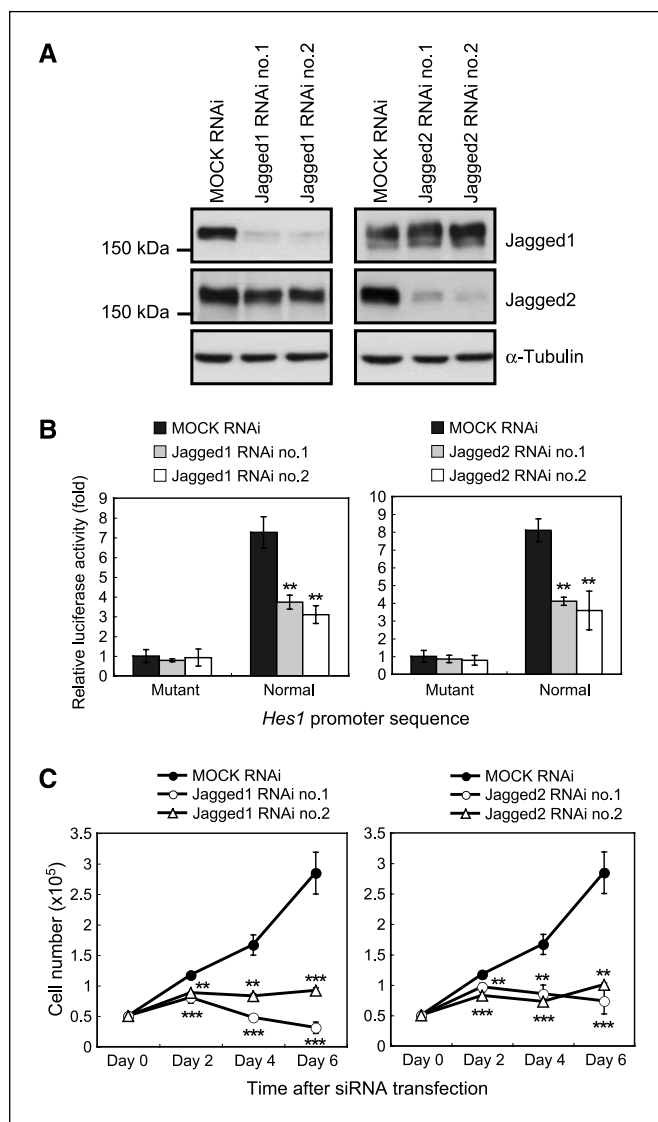 A
MOCK RNAi
Jagged1 RNAi no.1
Jagged1 RNAi no.2
MOCK RNAi
Jagged2 RNAi no.1
Jagged2 RNAi no.2
150 kDa
Jagged1
150 kDa
Jagged2
α-Tubulin
B
MOCK RNAi
Jagged1 RNAi no.1
Jagged1 RNAi no.2
MOCK RNAi
Jagged2 RNAi no.1
Jagged2 RNAi no.2
Relative luciferase activity (fold)
9
8
7
6
5
4
3
2
1
0
**
**
Mutant
Normal
10
9
8
7
6
5
4
3
2
1
0
**
**
Mutant
Normal
Hes1 promoter sequence
C
MOCK RNAi
Jagged1 RNAi no.1
Jagged1 RNAi no.2
MOCK RNAi
Jagged2 RNAi no.1
Jagged2 RNAi no.2
Cell number (x10⁵)
3.5
3
2.5
2
1.5
1
0.5
0
**
**
***
***
***
***
Day 0
Day 2
Day 4
Day 6
3.5
3
2.5
2
1.5
1
0.5
0
**
**
**
***
***
***
Day 0
Day 2
Day 4
Day 6
Time after siRNA transfection